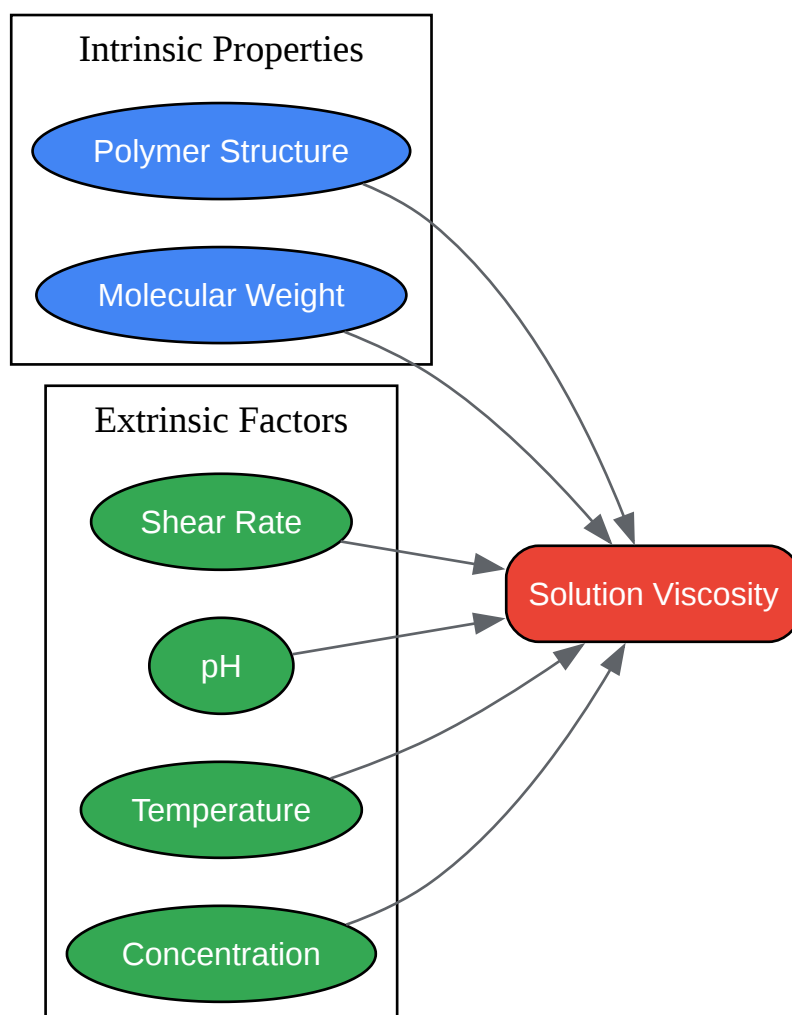 Intrinsic Properties
Polymer Structure
Molecular Weight
Extrinsic Factors
Shear Rate
Solution Viscosity
pH
Temperature
Concentration